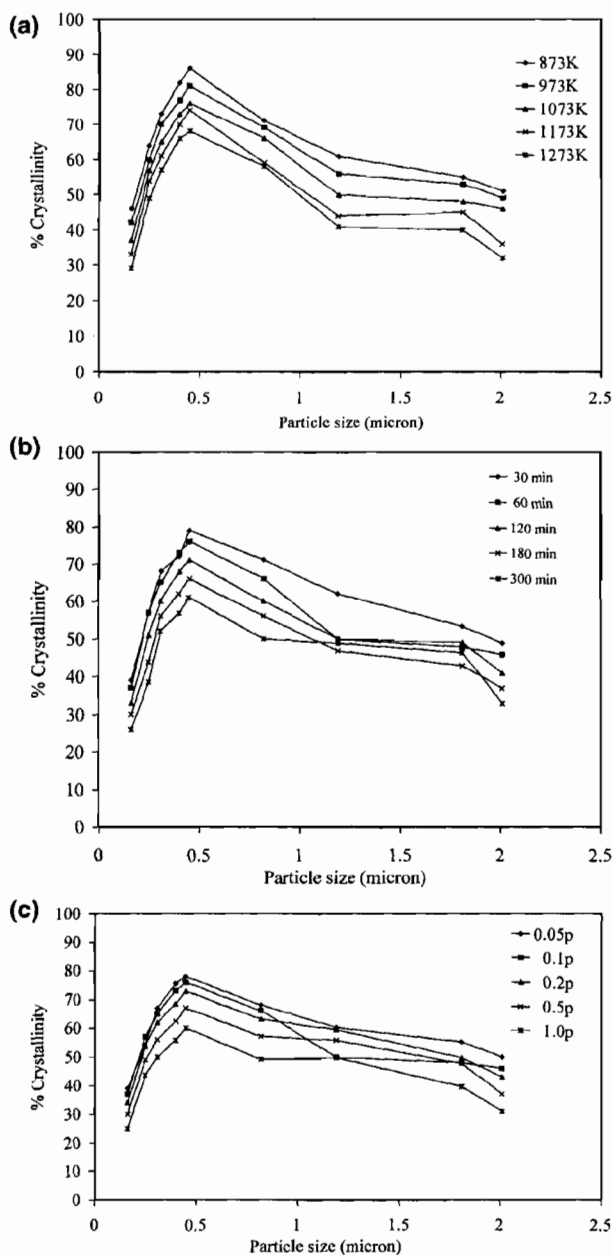 (a)
100
90
80
70
60
50
40
30
20
10
0
% Crystallinity
873K
973K
1073K
1173K
1273K
0 0.5 1 1.5 2 2.5
Particle size (micron)
(b)
100
90
80
70
60
50
40
30
20
10
0
% Crystallinity
30 min
60 min
120 min
180 min
300 min
0 0.5 1 1.5 2 2.5
Particle size (micron)
(c)
100
90
80
70
60
50
40
30
20
10
0
% Crystallinity
0.05p
0.1p
0.2p
0.5p
1.0p
0 0.5 1 1.5 2 2.5
Particle size (micron)